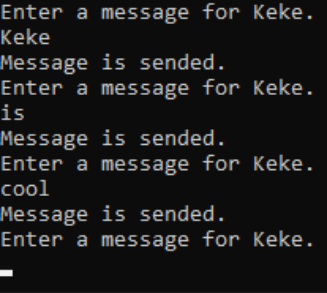 Enter a message for Keke.
Keke
Message is sended.
Enter a message for Keke.
is
Message is sended.
Enter a message for Keke.
cool
Message is sended.
Enter a message for Keke.